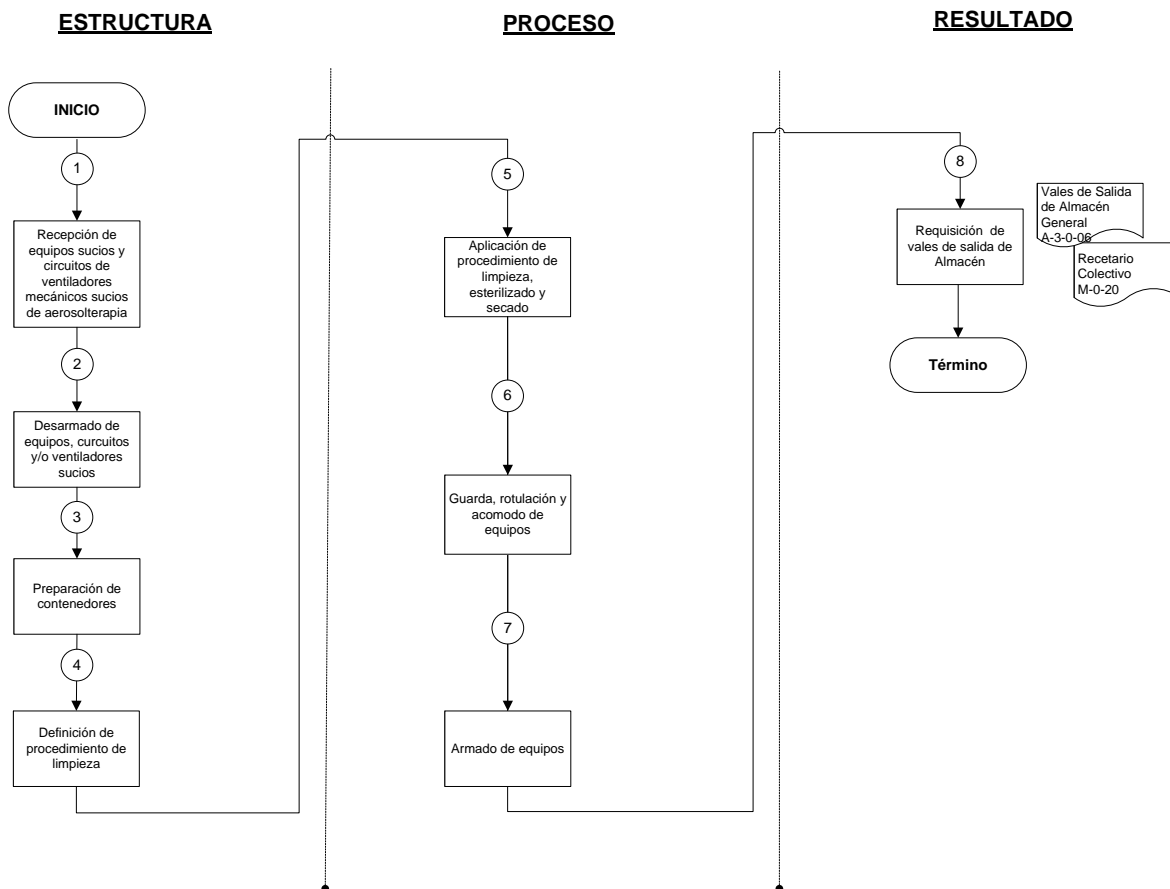 ESTRUCTURA
PROCESO
RESULTADO
INICIO
1
Recepción de
equipos sucios y
circuitos de
ventiladores
mecánicos sucios
de aerosolterapia
2
Desarmado de
equipos, curcuitos
y/o ventiladores
sucios
3
Preparación de
contenedores
4
Definición de
procedimiento de
limpieza
5
Aplicación de
procedimiento de
limpieza,
esterilizado y
secado
6
Guarda, rotulación y
acomodo de
equipos
7
Armado de equipos
8
Requisición de
vales de salida de
Almacén
Vales de Salida
de Almacén
General
A-3-0-06
Recetario
Colectivo
M-0-20
Término